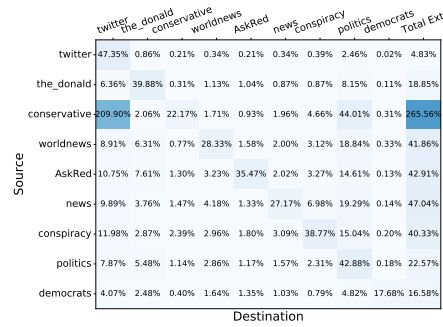 twitter the_donald conservative worldnews AskRed news conspiracy politics democrats Total Ext
twitter 47.35% 0.86% 0.21% 0.34% 0.21% 0.34% 0.39% 2.46% 0.02% 4.83%
the_donald 6.36% 39.88% 0.31% 1.13% 1.04% 0.87% 0.87% 8.15% 0.11% 18.85%
conservative 209.90% 2.06% 22.17% 1.71% 0.93% 1.96% 4.66% 44.01% 0.31% 265.56%
worldnews 8.91% 6.31% 0.77% 28.33% 1.58% 2.00% 3.12% 18.84% 0.33% 41.86%
AskRed 10.75% 7.61% 1.30% 3.23% 35.47% 2.02% 3.27% 14.61% 0.13% 42.91%
news 9.89% 3.76% 1.47% 4.18% 1.33% 27.17% 6.98% 19.29% 0.14% 47.04%
conspiracy 11.98% 2.87% 2.39% 2.96% 1.80% 3.09% 38.77% 15.04% 0.20% 40.33%
politics 7.87% 5.48% 1.14% 2.86% 1.17% 1.57% 2.31% 42.88% 0.18% 22.57%
democrats 4.07% 2.48% 0.40% 1.64% 1.35% 1.03% 0.79% 4.82% 17.68% 16.58%
Source
Destination